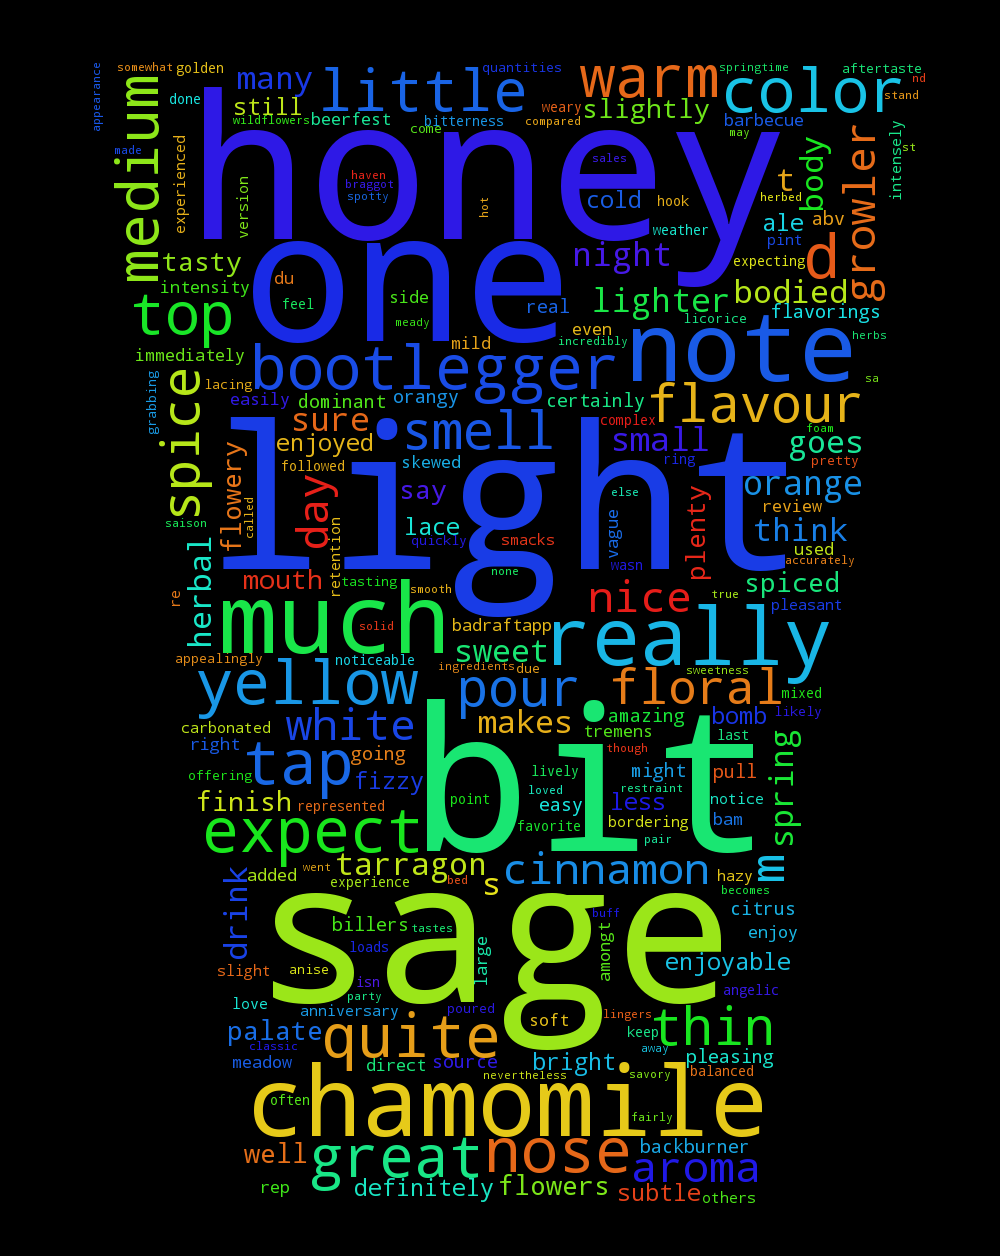 appearance
somewhat
golden
many
little
quantities
warm
color
springtime
aftertaste
nd
stand
medium
done
still
wildflowers
beerfest
bitterness
weary
compared
slightly
barbecue
may
made
experienced
version
honey
come
sales
haven
braggot
spotty
hot
cold
hook
herbed
t
body
growler
intensely
st
weather
ale
abv
pint
tasty
one
night
expecting
d
intensity
du
feel
side
meady
real
lighter
bodied
flavorings
licorice
top
mild
even
incredibly
note
herbs
immediately
bootlegger
lacing
sa
grabbing
spice
easily
dominant
orangy
certainly
flavour
sure
smell
complex
foam
enjoyed
small
goes
flowery
called
followed
skewed
ring
pretty
day
light
say
else
orange
plenty
review
saison
retention
lace
quickly
smacks
vague
think
used
wasn
accurately
herbal
mouth
tasting
none
spiced
re
much
smooth
nice
true
pleasant
solid
badraftapp
really
appealingly
noticeable
sweet
ingredients
due
sweetness
yellow
pour
floral
mixed
carbonated
white
makes
amazing
bomb
likely
right
tremens
last
spring
tap
going
though
offering
fizzy
bit
lively
might
pull
finish
represented
point
loved
restraint
easy
less
notice
expect
favorite
bordering
bam
pair
tarragon
cinnamon
m
added
went
experience
bed
s
hazy
becomes
drink
sage
billers
tastes
buff
citrus
loads
large
amongt
enjoy
slight
anise
isn
enjoyable
party
angelic
love
anniversary
poured
soft
lingers
thin
palate
quite
keep
classic
away
meadow
direct
source
bright
pleasing
nevertheless
savory
balanced
often
chamomile
fairly
well
great
nose
backburner
aroma
rep
definitely
flowers
subtle
others